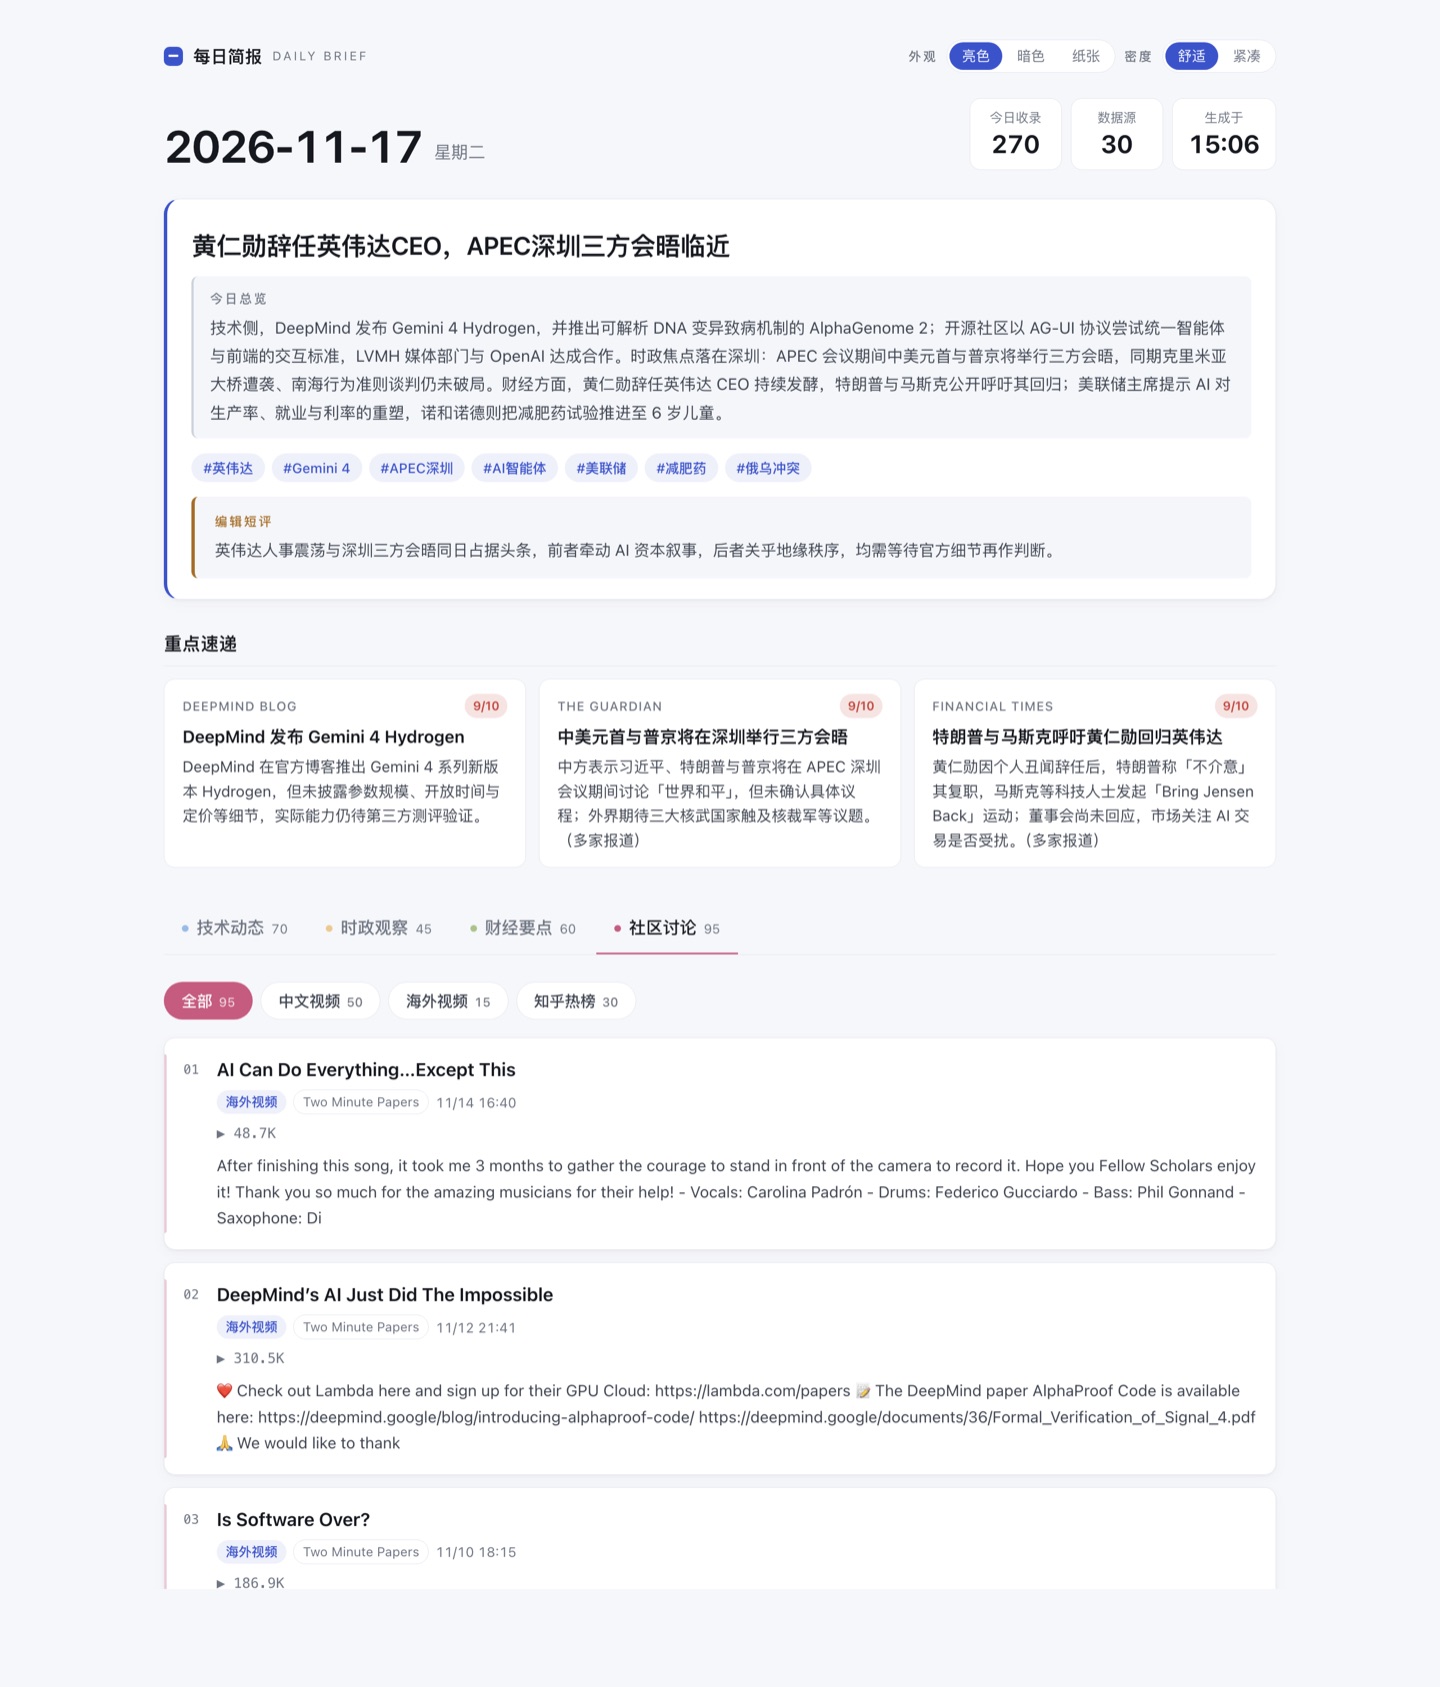 每日简报 DAILY BRIEF
外观 亮色 暗色 纸张 密度 舒适 紧凑
2026-11-17 星期二
今日收录 270
数据源 30
生成于 15:06
黄仁勋辞任英伟达CEO，APEC深圳三方会晤临近
今日总览
技术侧，DeepMind 发布 Gemini 4 Hydrogen，并推出可解析 DNA 变异致病机制的 AlphaGenome 2；开源社区以 AG-UI 协议尝试统一智能体
与前端的交互标准，LVMH 媒体部门与 OpenAI 达成合作。时政焦点落在深圳：APEC 会议期间中美元首与普京将举行三方会晤，同期克里米亚
大桥遭袭、南海行为准则谈判仍未破局。财经方面，黄仁勋辞任英伟达 CEO 持续发酵，特朗普与马斯克公开呼吁其回归；美联储主席提示 AI 对
生产率、就业与利率的重塑，诺和诺德则把减肥药试验推进至 6 岁儿童。
#英伟达 #Gemini 4 #APEC深圳 #AI智能体 #美联储 #减肥药 #俄乌冲突
编辑短评
英伟达人事震荡与深圳三方会晤同日占据头条，前者牵动 AI 资本叙事，后者关乎地缘秩序，均需等待官方细节再作判断。
重点速递
DEEPMIND BLOG 9/10
DeepMind 发布 Gemini 4 Hydrogen
DeepMind 在官方博客推出 Gemini 4 系列新版
本 Hydrogen，但未披露参数规模、开放时间与
定价等细节，实际能力仍待第三方测评验证。
THE GUARDIAN 9/10
中美元首与普京将在深圳举行三方会晤
中方表示习近平、特朗普与普京将在 APEC 深圳
会议期间讨论「世界和平」，但未确认具体议
程；外界期待三大核武国家触及核裁军等议题。
（多家报道）
FINANCIAL TIMES 9/10
特朗普与马斯克呼吁黄仁勋回归英伟达
黄仁勋因个人丑闻辞任后，特朗普称「不介意」
其复职，马斯克等科技人士发起「Bring Jensen
Back」运动；董事会尚未回应，市场关注 AI 交
易是否受扰。（多家报道）
技术动态 70 时政观察 45 财经要点 60 社区讨论 95
全部 95 中文视频 50 海外视频 15 知乎热榜 30
01 AI Can Do Everything...Except This
海外视频 Two Minute Papers 11/14 16:40
▶ 48.7K
After finishing this song, it took me 3 months to gather the courage to stand in front of the camera to record it. Hope you Fellow Scholars enjoy
it! Thank you so much for the amazing musicians for their help! - Vocals: Carolina Padrón - Drums: Federico Gucciardo - Bass: Phil Gonnand -
Saxophone: Di
02 DeepMind's AI Just Did The Impossible
海外视频 Two Minute Papers 11/12 21:41
▶ 310.5K
❤️ Check out Lambda here and sign up for their GPU Cloud: https://lambda.com/papers 📝 The DeepMind paper AlphaProof Code is available
here: https://deepmind.google/blog/introducing-alphaproof-code/ https://deepmind.google/documents/36/Formal_Verification_of_Signal_4.pdf
🙏 We would like to thank
03 Is Software Over?
海外视频 Two Minute Papers 11/10 18:15
▶ 186.9K